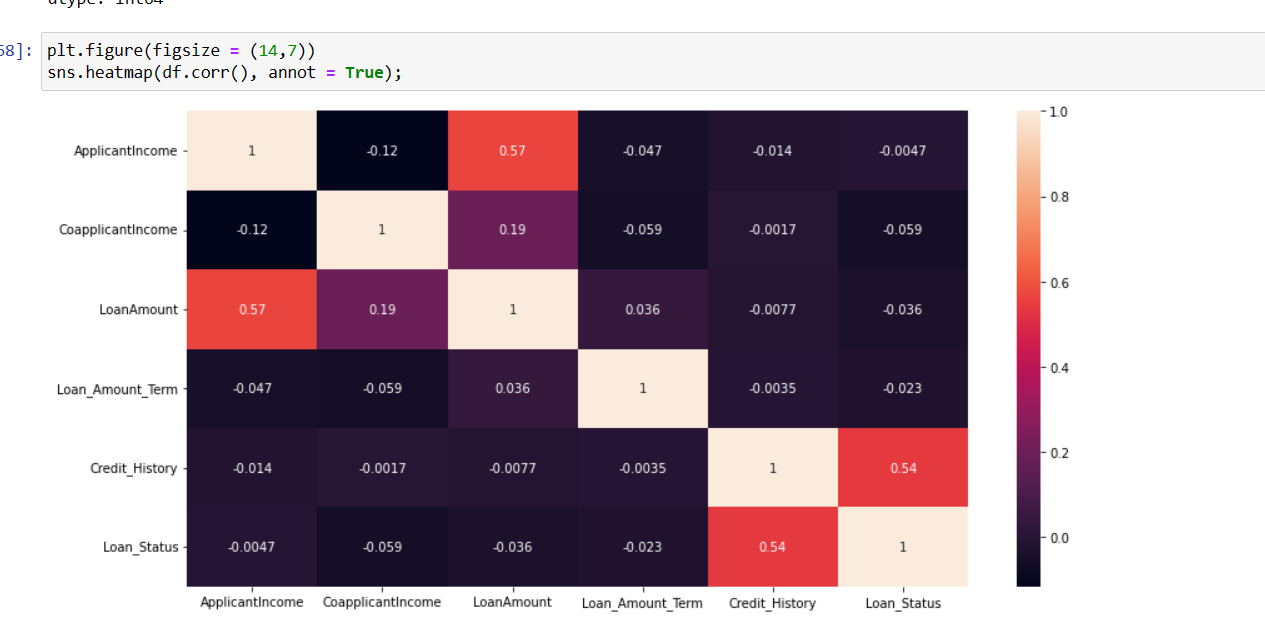 dtype: int64
58]: plt.figure(figsize = (14,7))
sns.heatmap(df.corr(), annot = True);
ApplicantIncome 1 -0.12 0.57 -0.047 -0.014 -0.0047
CoapplicantIncome -0.12 1 0.19 -0.059 -0.0017 -0.059
LoanAmount 0.57 0.19 1 0.036 -0.0077 -0.036
Loan_Amount_Term -0.047 -0.059 0.036 1 -0.0035 -0.023
Credit_History -0.014 -0.0017 -0.0077 -0.0035 1 0.54
Loan_Status -0.0047 -0.059 -0.036 -0.023 0.54 1
ApplicantIncome CoapplicantIncome LoanAmount Loan_Amount_Term Credit_History Loan_Status
1.0
0.8
0.6
0.4
0.2
0.0